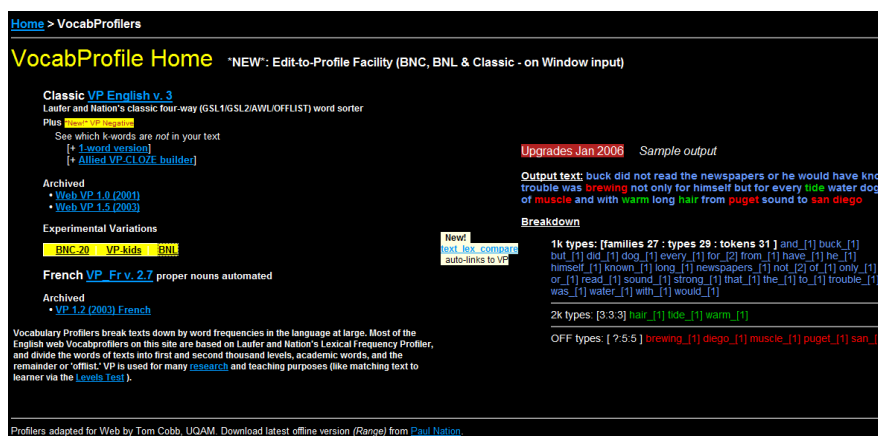 Home > VocabProfilers
VocabProfile Home *NEW*: Edit-to-Profile Facility (BNC, BNL & Classic - on Window input)
Classic VP English v. 3
Laufer and Nation's classic four-way (GSL1/GSL2/AWL/OFFLIST) word sorter
Plus *New!* VP Negative
See which k-words are not in your text
[+ 1-word version]
[+ Allied VP-CLOZE builder]
Archived
• Web VP 1.0 (2001)
• Web VP 1.5 (2003)
Experimental Variations
BNC-20 | VP-kids | BNL
French VP_Fr v. 2.7 proper nouns automated
Archived
• VP 1.2 (2003) French
Vocabulary Profilers break texts down by word frequencies in the language at large. Most of the
English web Vocabprofilers on this site are based on Laufer and Nation's Lexical Frequency Profiler,
and divide the words of texts into first and second thousand levels, academic words, and the
remainder or 'offlist.' VP is used for many research and teaching purposes (like matching text to
learner via the Levels Test ).
New!
text_lex_compare
auto-links to VP
Upgrades Jan 2006 Sample output
Output text: buck did not read the newspapers or he would have kno
trouble was brewing not only for himself but for every tide water dog
of muscle and with warm long hair from puget sound to san diego
Breakdown
1k types: [families 27 : types 29 : tokens 31 ] and_[1] buck_[1]
but_[1] did_[1] dog_[1] every_[1] for_[2] from_[1] have_[1] he_[1]
himself_[1] known_[1] long_[1] newspapers_[1] not_[2] of_[1] only_[1]
or_[1] read_[1] sound_[1] strong_[1] that_[1] the_[1] to_[1] trouble_[1]
was_[1] water_[1] with_[1] would_[1]
2k types: [3:3:3] hair_[1] tide_[1] warm_[1]
OFF types: [ ?:5:5 ] brewing_[1] diego_[1] muscle_[1] puget_[1] san_[
Profilers adapted for Web by Tom Cobb, UQAM. Download latest offline version (Range) from Paul Nation.